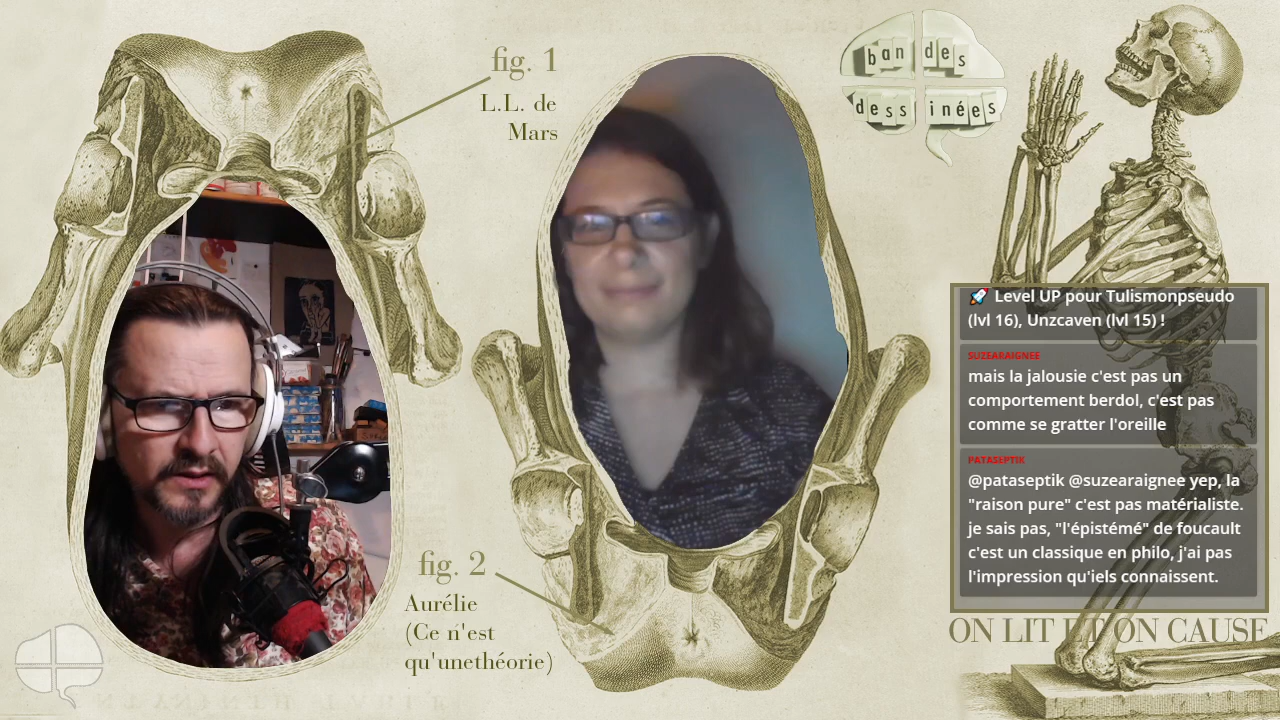 fig. 1
L.L. de
Mars
ban des
dess inées
🚀 Level UP pour Tulismonpseudo
(lvl 16), Unzcaven (lvl 15) !
SUZEARAIGNEE
mais la jalousie c'est pas un
comportement berdol, c'est pas
comme se gratter l'oreille
PATASEPTIK
@pataseptik @suzearaignee yep, la
"raison pure" c'est pas matérialiste.
je sais pas, "l'épistémé" de foucault
c'est un classique en philo, j'ai pas
l'impression qu'iels connaissent.
fig. 2
Aurélie
(Ce n'est
qu'unethéorie)
ON LIT ET ON CAUSE